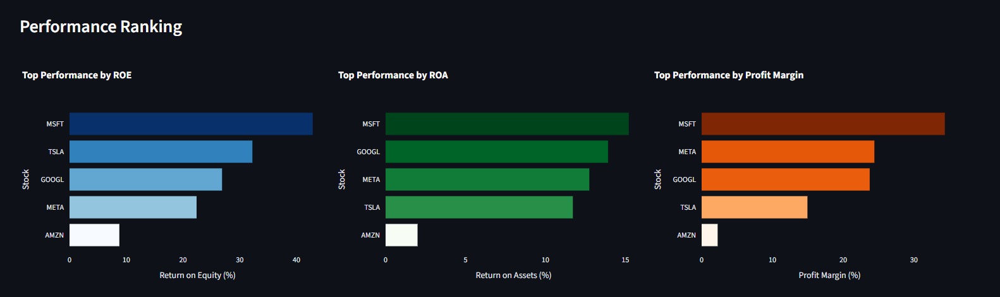 Performance Ranking
Top Performance by ROE
Stock
MSFT
TSLA
GOOGL
META
AMZN
0 10 20 30 40
Return on Equity (%)
Top Performance by ROA
Stock
MSFT
GOOGL
META
TSLA
AMZN
0 5 10 15
Return on Assets (%)
Top Performance by Profit Margin
Stock
MSFT
META
GOOGL
TSLA
AMZN
0 10 20 30
Profit Margin (%)